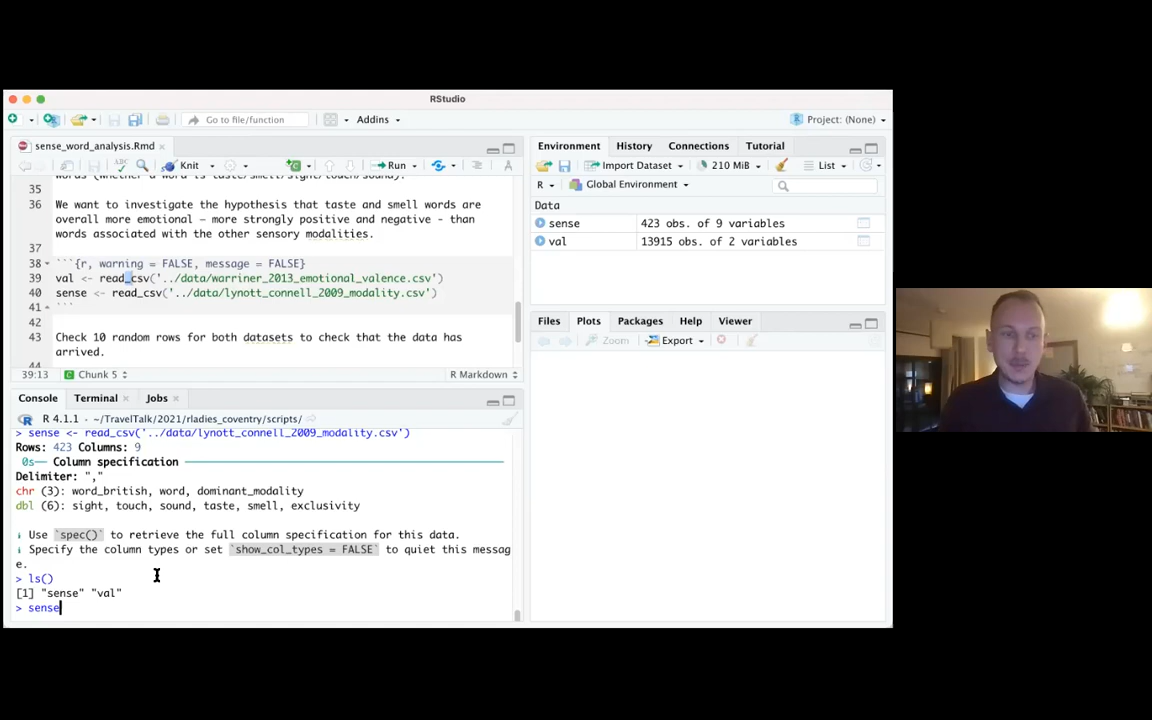 RStudio
Go to file/function
Addins
Project: (None)
sense_word_analysis.Rmd
Knit
Run
35
36 We want to investigate the hypothesis that taste and smell words are
overall more emotional – more strongly positive and negative - than
words associated with the other sensory modalities.
37
38 ```{r, warning = FALSE, message = FALSE}
39 val <- read_csv('../data/warriner_2013_emotional_valence.csv')
40 sense <- read_csv('../data/lynott_connell_2009_modality.csv')
41 ```
42
43 Check 10 random rows for both datasets to check that the data has
arrived.
44
39:13 Chunk 5 R Markdown
Console Terminal Jobs
R 4.1.1 · ~/TravelTalk/2021/rladies_coventry/scripts/
> sense <- read_csv('../data/lynott_connell_2009_modality.csv')
Rows: 423 Columns: 9
0s── Column specification
Delimiter: ","
chr (3): word_british, word, dominant_modality
dbl (6): sight, touch, sound, taste, smell, exclusivity
i Use `spec()` to retrieve the full column specification for this data.
i Specify the column types or set `show_col_types = FALSE` to quiet this messag
e.
> ls()
[1] "sense" "val"
> sense
Environment History Connections Tutorial
Import Dataset 210 MiB List
R Global Environment
Data
sense 423 obs. of 9 variables
val 13915 obs. of 2 variables
Files Plots Packages Help Viewer
Zoom Export